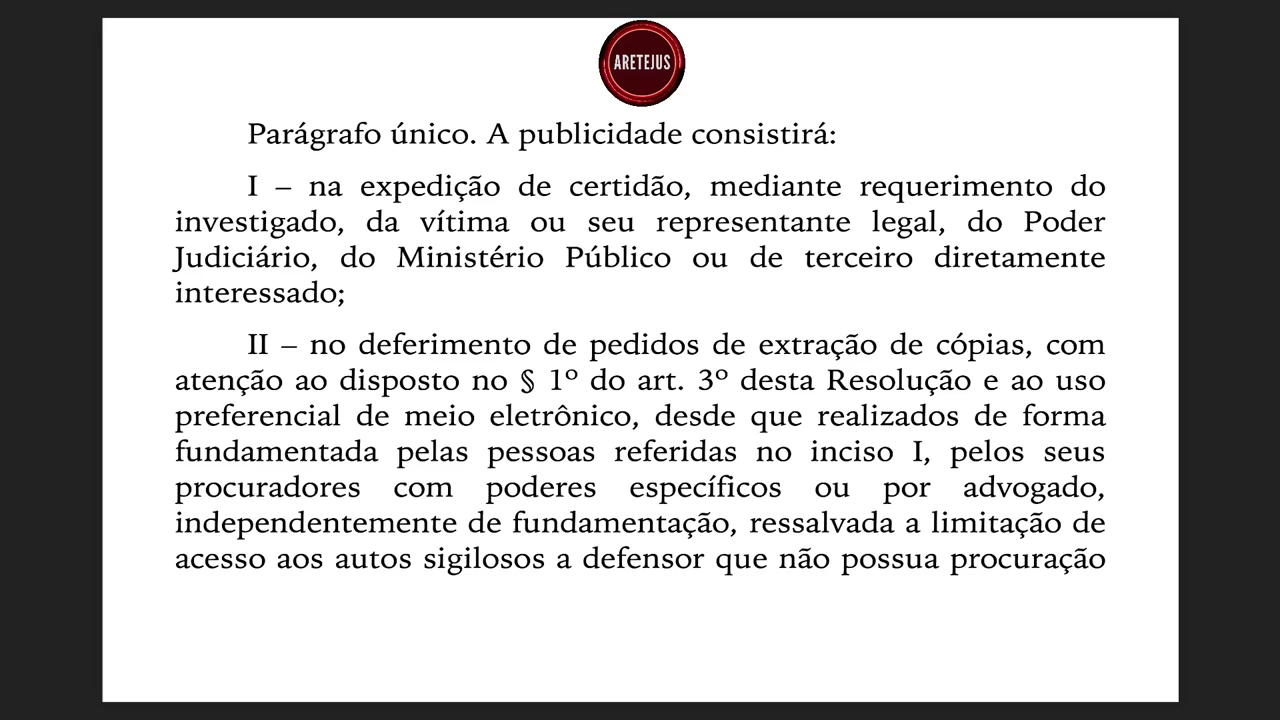 ARETEJUS
Parágrafo único. A publicidade consistirá:
I – na expedição de certidão, mediante requerimento do
investigado, da vítima ou seu representante legal, do Poder
Judiciário, do Ministério Público ou de terceiro diretamente
interessado;
II – no deferimento de pedidos de extração de cópias, com
atenção ao disposto no § 1º do art. 3º desta Resolução e ao uso
preferencial de meio eletrônico, desde que realizados de forma
fundamentada pelas pessoas referidas no inciso I, pelos seus
procuradores com poderes específicos ou por advogado,
independentemente de fundamentação, ressalvada a limitação de
acesso aos autos sigilosos a defensor que não possua procuração